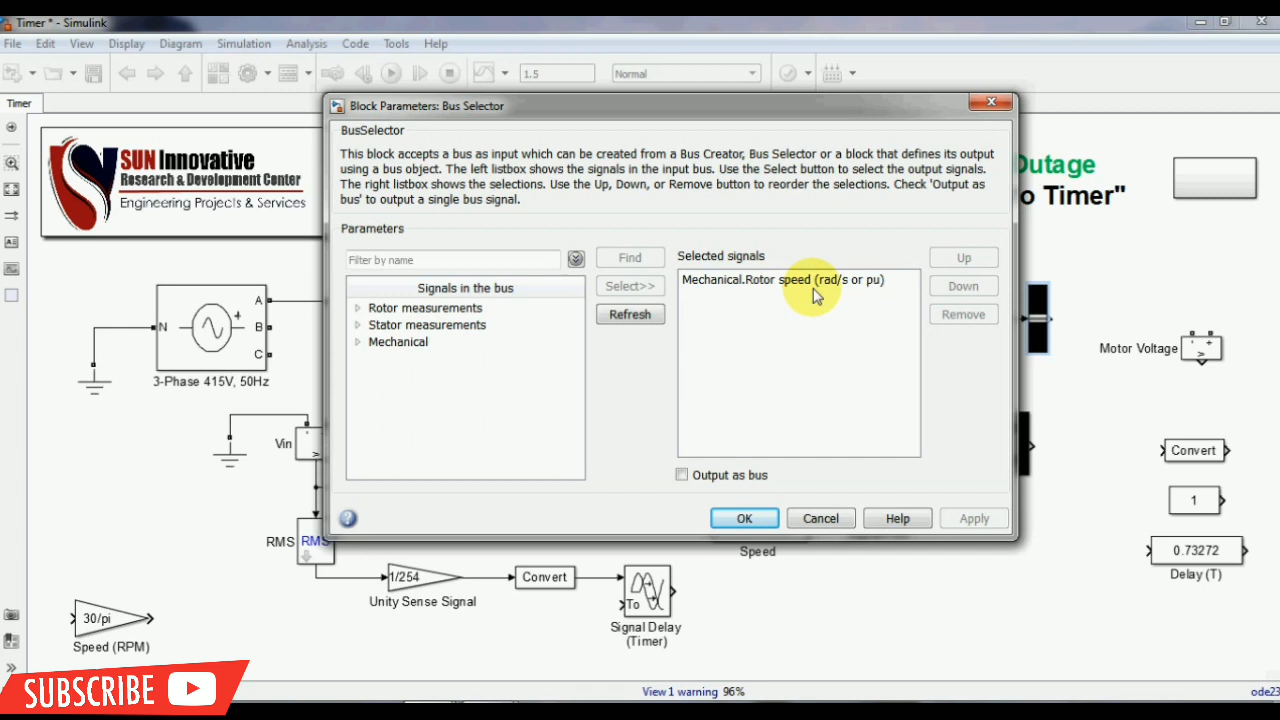 Timer * - Simulink
File Edit View Display Diagram Simulation Analysis Code Tools Help
1.5 Normal
Timer
Block Parameters: Bus Selector
BusSelector
This block accepts a bus as input which can be created from a Bus Creator, Bus Selector or a block that defines its output
using a bus object. The left listbox shows the signals in the input bus. Use the Select button to select the output signals.
The right listbox shows the selections. Use the Up, Down, or Remove button to reorder the selections. Check 'Output as
bus' to output a single bus signal.
Parameters
Filter by name
Find
Selected signals
Up
Signals in the bus
Select>>
Mechanical.Rotor speed (rad/s or pu)
Down
Rotor measurements
Refresh
Remove
Stator measurements
Mechanical
Output as bus
OK Cancel Help Apply
SUN Innovative
Research & Development Center
Engineering Projects & Services
Outage
o Timer"
N
A
B
C
3-Phase 415V, 50Hz
Motor Voltage
Vin
Convert
1
RMS RMS
Speed
0.73272
Delay (T)
1/254
Convert
To
Unity Sense Signal
Signal Delay
(Timer)
30/pi
Speed (RPM)
SUBSCRIBE
View 1 warning 96%
ode23